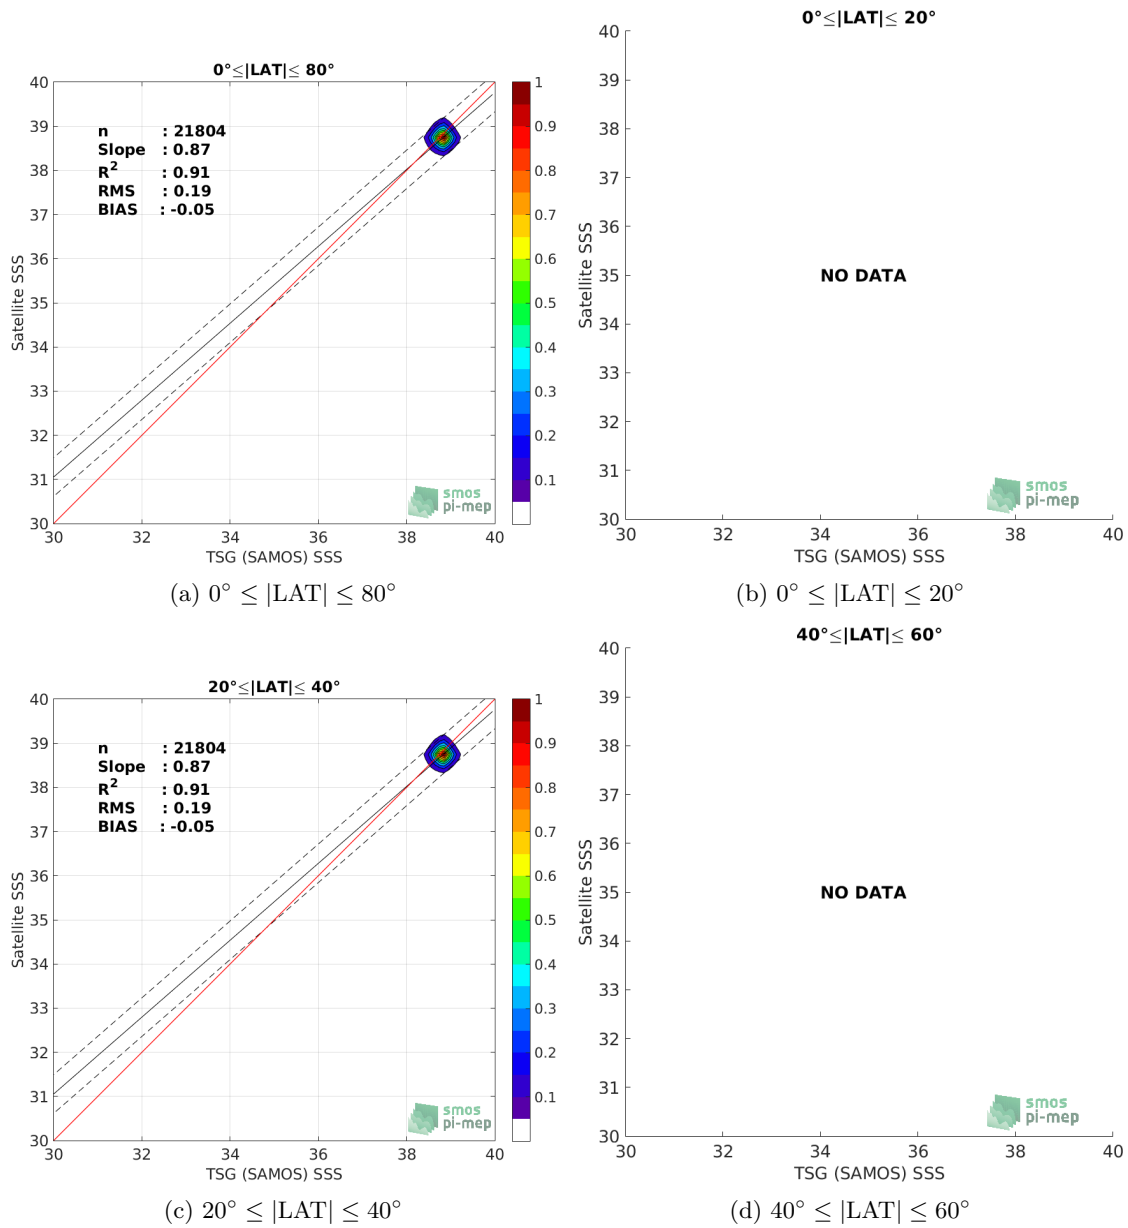 0°≤|LAT|≤ 80°
40
39
38
37
36
35
34
33
32
31
30
Satellite SSS
n : 21804
Slope : 0.87
R² : 0.91
RMS : 0.19
BIAS : -0.05
smos
pi-mep
30 32 34 36 38 40
TSG (SAMOS) SSS
1
0.9
0.8
0.7
0.6
0.5
0.4
0.3
0.2
0.1
(a) 0° ≤ |LAT| ≤ 80°
0°≤|LAT|≤ 20°
40
39
38
37
36
35
34
33
32
31
30
Satellite SSS
NO DATA
smos
pi-mep
30 32 34 36 38 40
TSG (SAMOS) SSS
(b) 0° ≤ |LAT| ≤ 20°
20°≤|LAT|≤ 40°
40
39
38
37
36
35
34
33
32
31
30
Satellite SSS
n : 21804
Slope : 0.87
R² : 0.91
RMS : 0.19
BIAS : -0.05
smos
pi-mep
30 32 34 36 38 40
TSG (SAMOS) SSS
1
0.9
0.8
0.7
0.6
0.5
0.4
0.3
0.2
0.1
(c) 20° ≤ |LAT| ≤ 40°
40°≤|LAT|≤ 60°
40
39
38
37
36
35
34
33
32
31
30
Satellite SSS
NO DATA
smos
pi-mep
30 32 34 36 38 40
TSG (SAMOS) SSS
(d) 40° ≤ |LAT| ≤ 60°